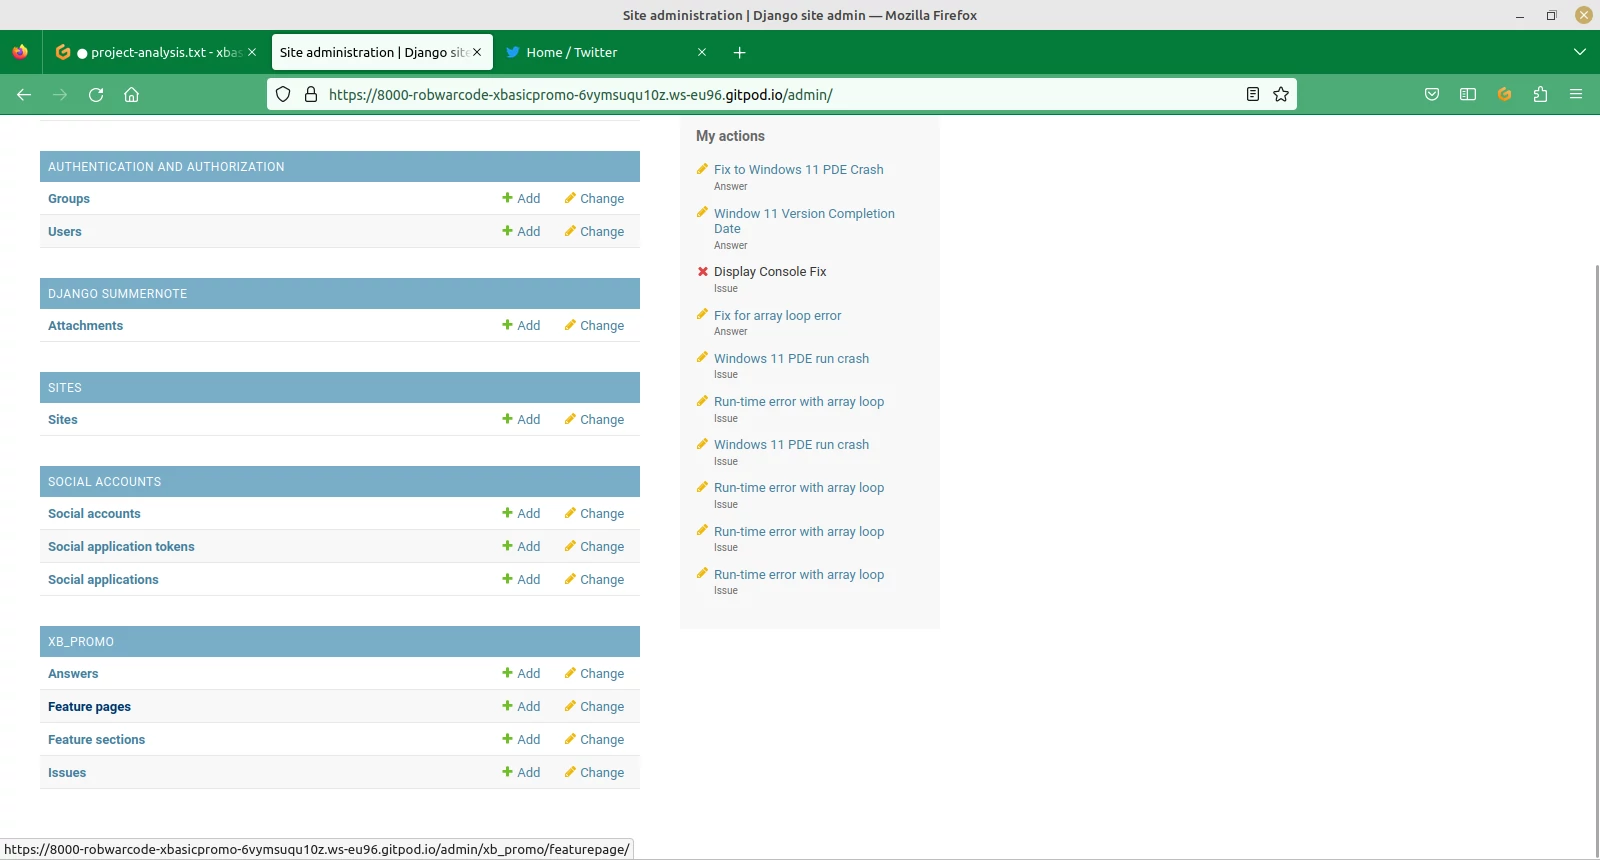 Site administration | Django site admin — Mozilla Firefox
project-analysis.txt - xbas
Site administration | Django site
Home / Twitter
https://8000-robwarcode-xbasicpromo-6vymsuqu10z.ws-eu96.gitpod.io/admin/
AUTHENTICATION AND AUTHORIZATION
Groups Add Change
Users Add Change
DJANGO SUMMERNOTE
Attachments Add Change
SITES
Sites Add Change
SOCIAL ACCOUNTS
Social accounts Add Change
Social application tokens Add Change
Social applications Add Change
XB_PROMO
Answers Add Change
Feature pages Add Change
Feature sections Add Change
Issues Add Change
My actions
Fix to Windows 11 PDE Crash
Answer
Window 11 Version Completion
Date
Answer
Display Console Fix
Issue
Fix for array loop error
Answer
Windows 11 PDE run crash
Issue
Run-time error with array loop
Issue
Windows 11 PDE run crash
Issue
Run-time error with array loop
Issue
Run-time error with array loop
Issue
Run-time error with array loop
Issue
https://8000-robwarcode-xbasicpromo-6vymsuqu10z.ws-eu96.gitpod.io/admin/xb_promo/featurepage/